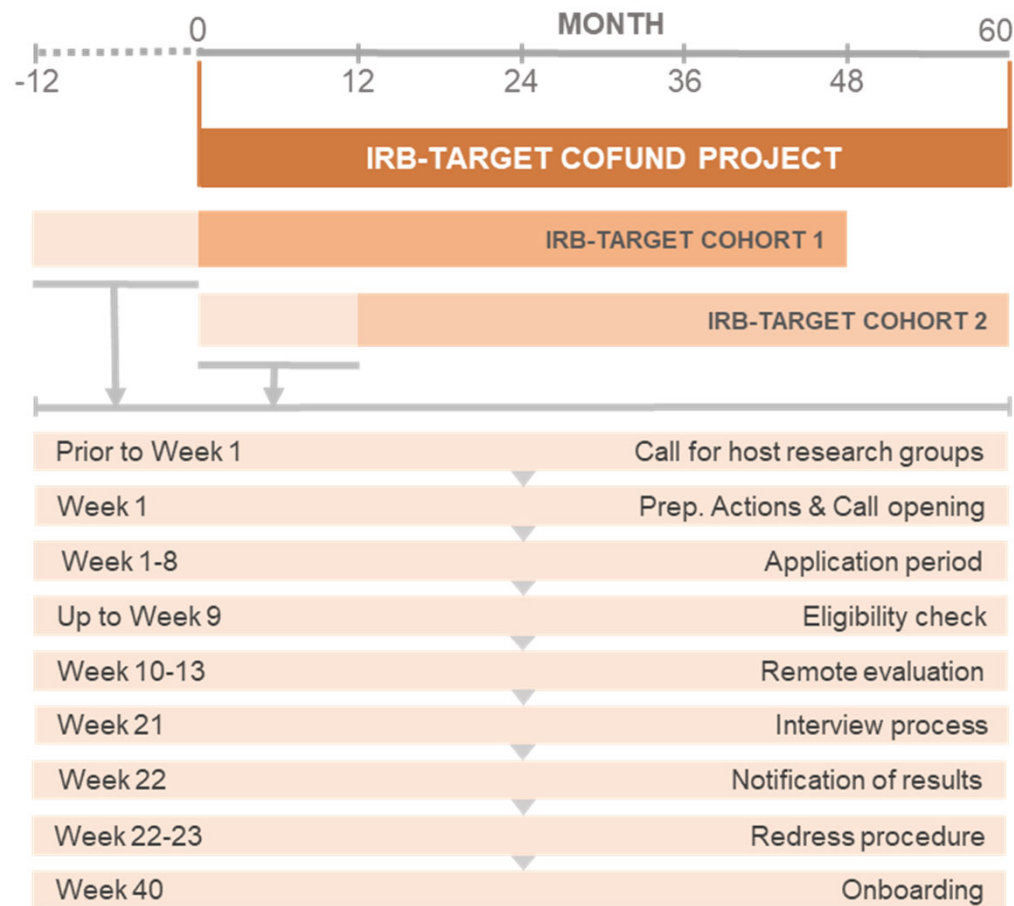 MONTH
0 60
-12 12 24 36 48
IRB-TARGET COFUND PROJECT
IRB-TARGET COHORT 1
IRB-TARGET COHORT 2
Prior to Week 1 Call for host research groups
Week 1 Prep. Actions & Call opening
Week 1-8 Application period
Up to Week 9 Eligibility check
Week 10-13 Remote evaluation
Week 21 Interview process
Week 22 Notification of results
Week 22-23 Redress procedure
Week 40 Onboarding